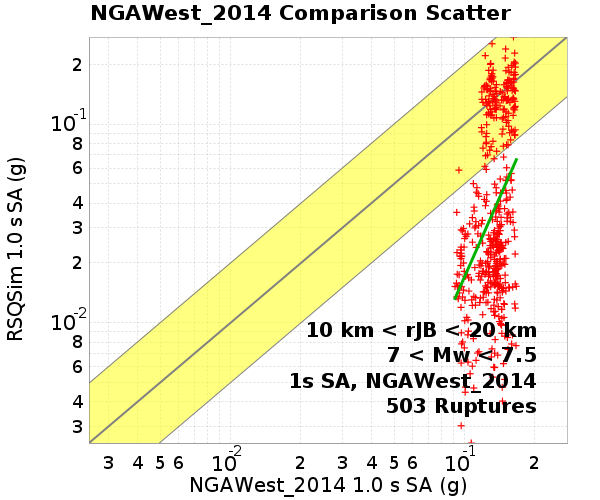 NGAWest_2014 Comparison Scatter
RSQSim 1.0 s SA (g)
2
10-1
8
6
4
3
2
10-2
8
6
4
3
10 km < rJB < 20 km
7 < Mw < 7.5
1s SA, NGAWest_2014
503 Ruptures
3 4 5 6 10-2 2 3 4 5 6 10-1 2
NGAWest_2014 1.0 s SA (g)